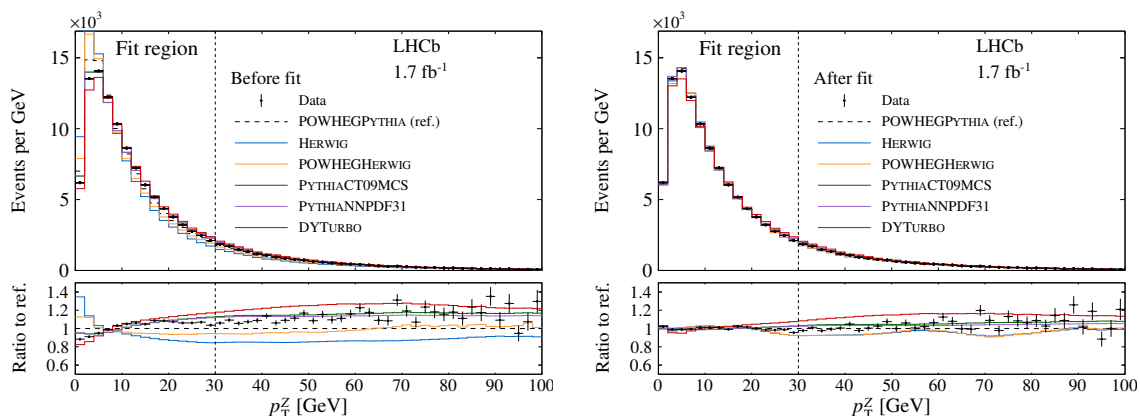 ×10³
Events per GeV
15
10
5
0
Fit region
LHCb
1.7 fb⁻¹
Before fit
Data
POWHEGPYTHIA (ref.)
HERWIG
POWHEGHERWIG
PYTHIACT09MCS
PYTHIANNPDF31
DYTURBO
Ratio to ref.
1.4
1.2
1
0.8
0.6
0 10 20 30 40 50 60 70 80 90 100
p_T^Z [GeV]
×10³
Events per GeV
15
10
5
0
Fit region
LHCb
1.7 fb⁻¹
After fit
Data
POWHEGPYTHIA (ref.)
HERWIG
POWHEGHERWIG
PYTHIACT09MCS
PYTHIANNPDF31
DYTURBO
Ratio to ref.
1.4
1.2
1
0.8
0.6
0 10 20 30 40 50 60 70 80 90 100
p_T^Z [GeV]